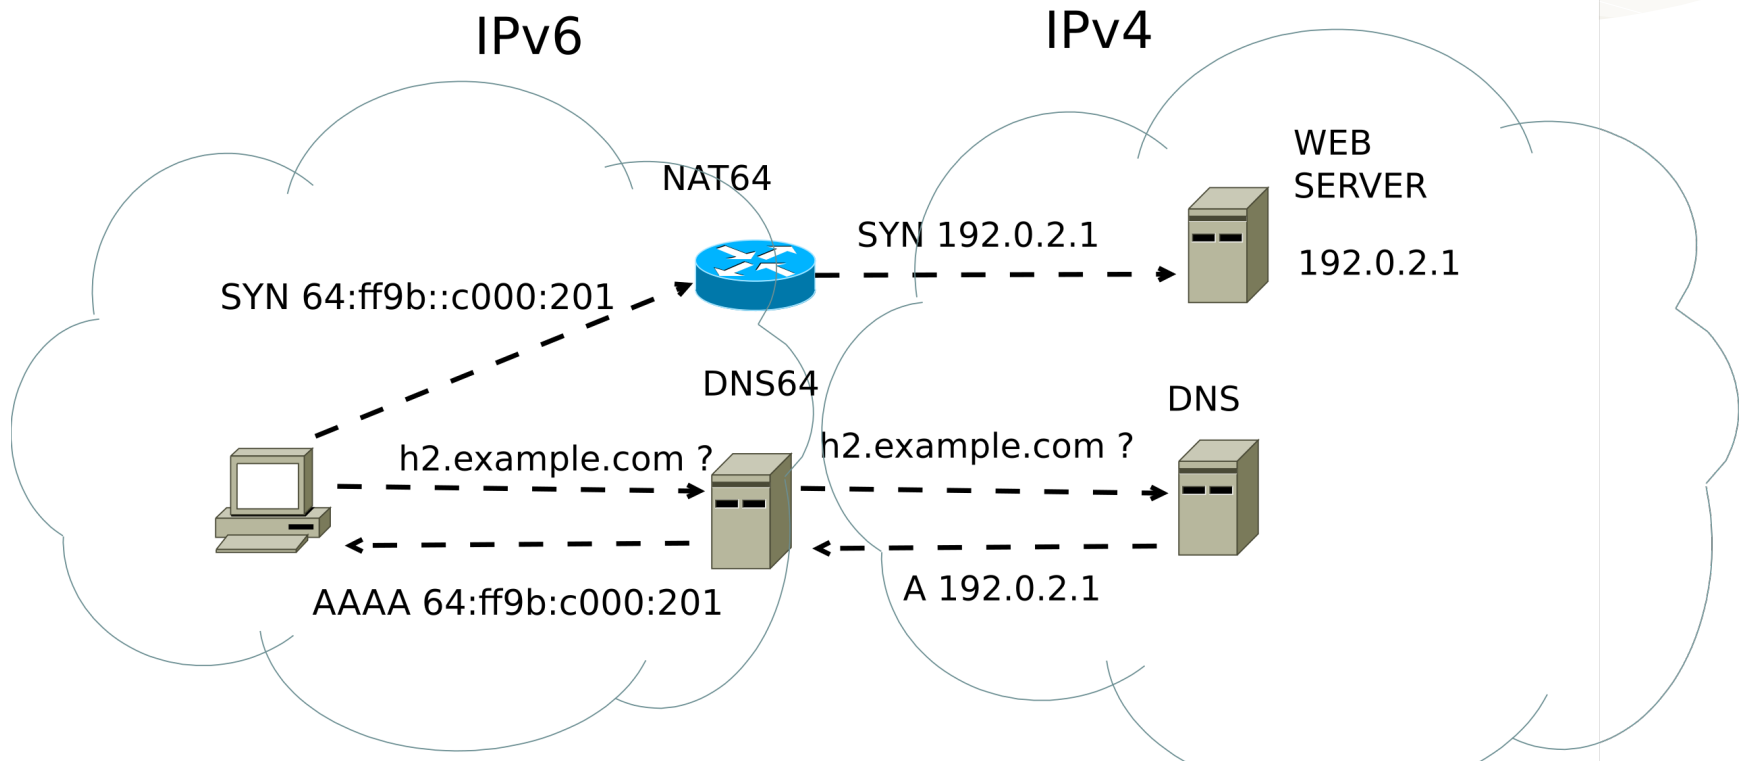 IPv6
IPv4
WEB
SERVER
192.0.2.1
NAT64
SYN 192.0.2.1
SYN 64:ff9b::c000:201
DNS64
DNS
h2.example.com ?
h2.example.com ?
AAAA 64:ff9b:c000:201
A 192.0.2.1